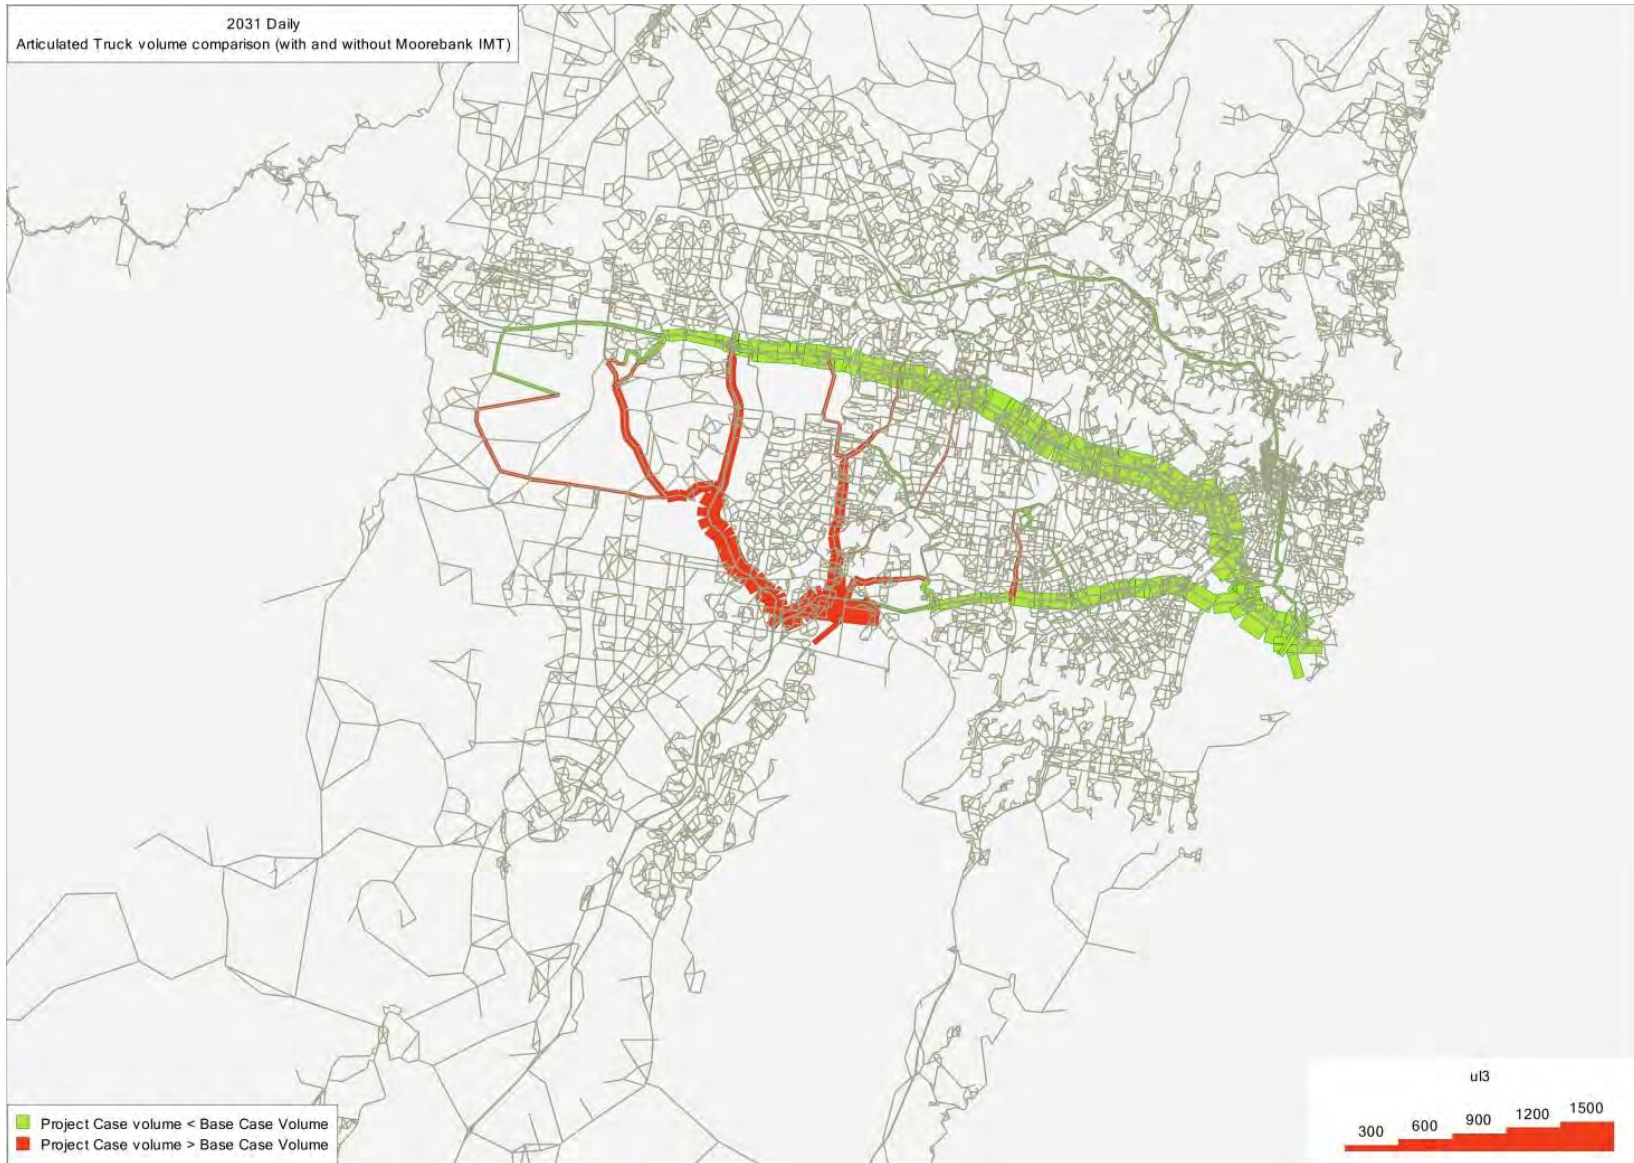 2031 Daily
Articulated Truck volume comparison (with and without Moorebank IMT)
Project Case volume < Base Case Volume
Project Case volume > Base Case Volume
ul3
300 600 900 1200 1500